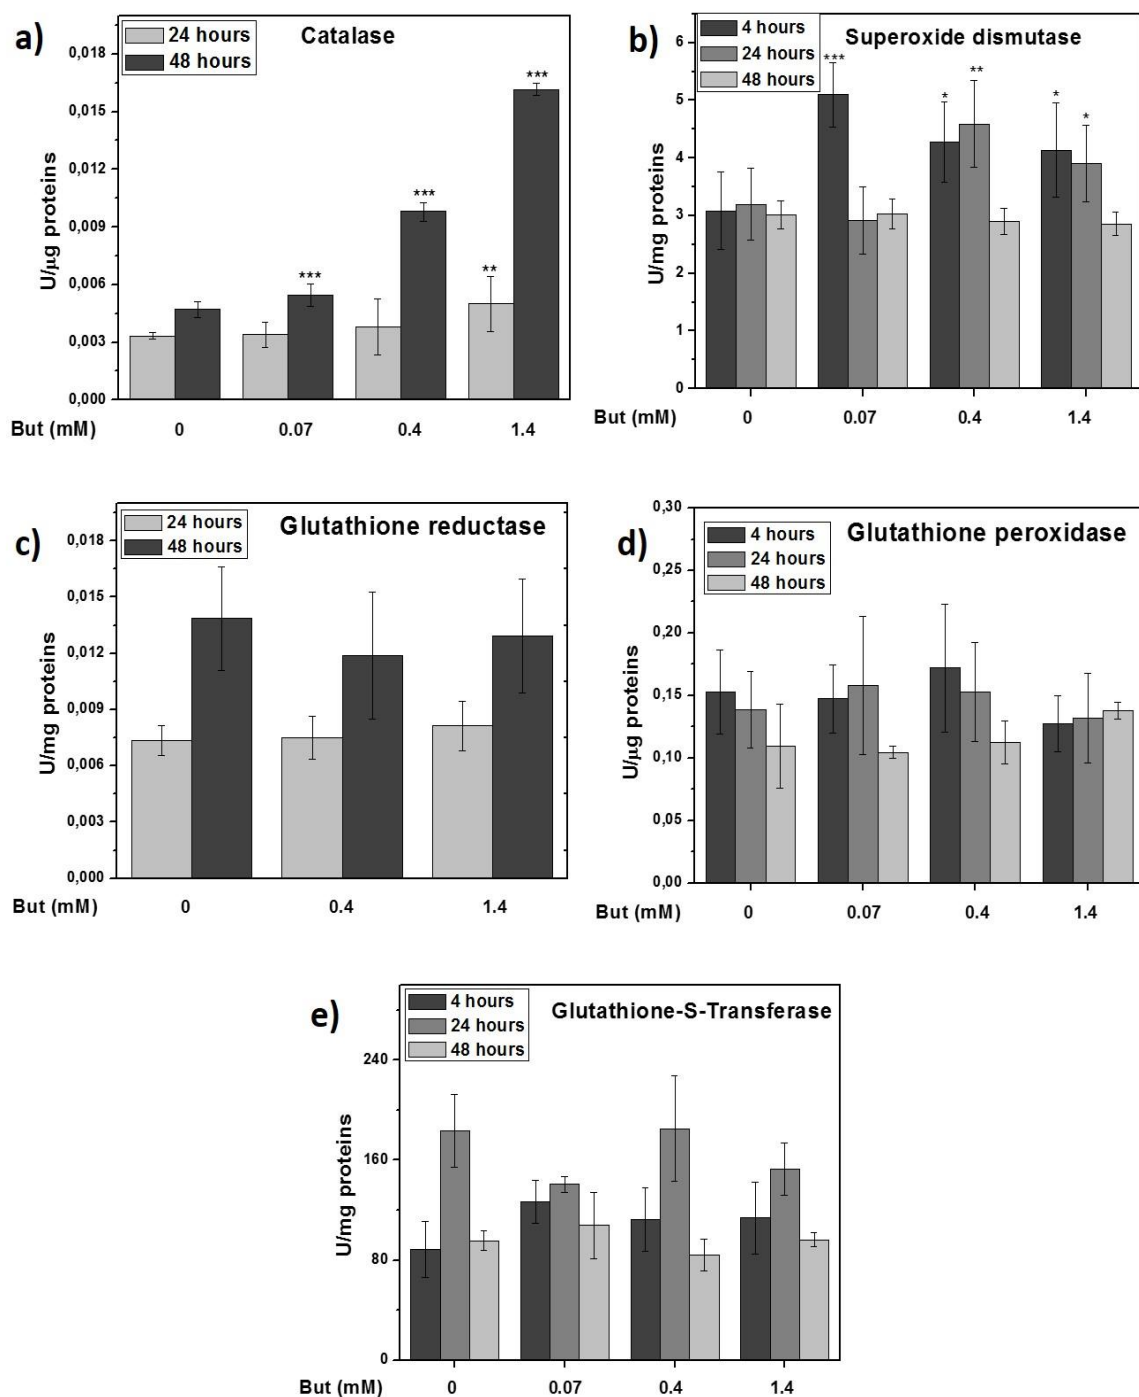 a)
24 hours
48 hours
Catalase
0,018
0,015
0,012
0,009
0,006
0,003
0,000
U/μg proteins
***
***
**
***
But (mM) 0 0.07 0.4 1.4
b)
4 hours
24 hours
48 hours
Superoxide dismutase
6
5
4
3
2
1
0
U/mg proteins
***
*
**
*
*
But (mM) 0 0.07 0.4 1.4
c)
24 hours
48 hours
Glutathione reductase
0,018
0,015
0,012
0,009
0,006
0,003
0,000
U/mg proteins
But (mM) 0 0.4 1.4
d)
4 hours
24 hours
48 hours
Glutathione peroxidase
0,30
0,25
0,20
0,15
0,10
0,05
0,00
U/μg proteins
But (mM) 0 0.07 0.4 1.4
e)
4 hours
24 hours
48 hours
Glutathione-S-Transferase
240
160
80
0
U/mg proteins
But (mM) 0 0.07 0.4 1.4